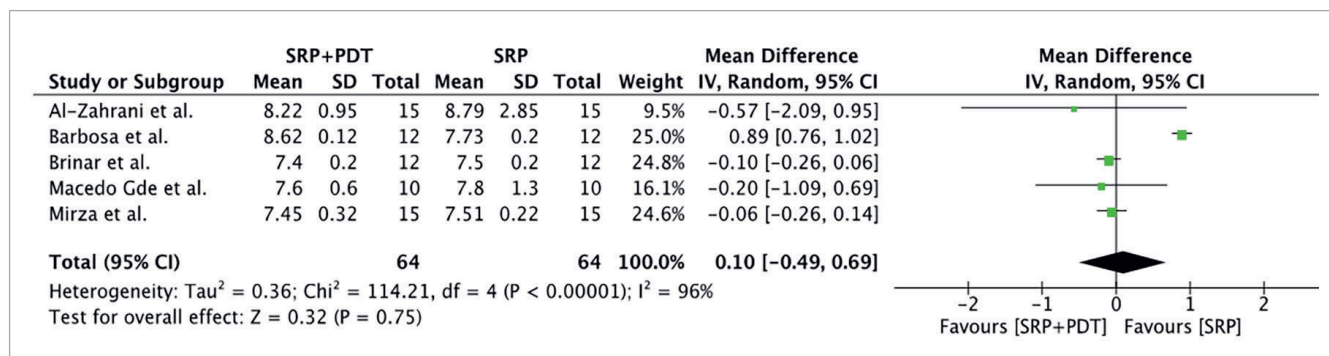 SRP+PDT SRP Mean Difference Mean Difference
Study or Subgroup Mean SD Total Mean SD Total Weight IV, Random, 95% CI IV, Random, 95% CI
Al-Zahrani et al. 8.22 0.95 15 8.79 2.85 15 9.5% -0.57 [-2.09, 0.95]
Barbosa et al. 8.62 0.12 12 7.73 0.2 12 25.0% 0.89 [0.76, 1.02]
Brinar et al. 7.4 0.2 12 7.5 0.2 12 24.8% -0.10 [-0.26, 0.06]
Macedo Gde et al. 7.6 0.6 10 7.8 1.3 10 16.1% -0.20 [-1.09, 0.69]
Mirza et al. 7.45 0.32 15 7.51 0.22 15 24.6% -0.06 [-0.26, 0.14]
Total (95% CI) 64 64 100.0% 0.10 [-0.49, 0.69]
Heterogeneity: Tau² = 0.36; Chi² = 114.21, df = 4 (P < 0.00001); I² = 96%
Test for overall effect: Z = 0.32 (P = 0.75)
-2 -1 0 1 2
Favours [SRP+PDT] Favours [SRP]